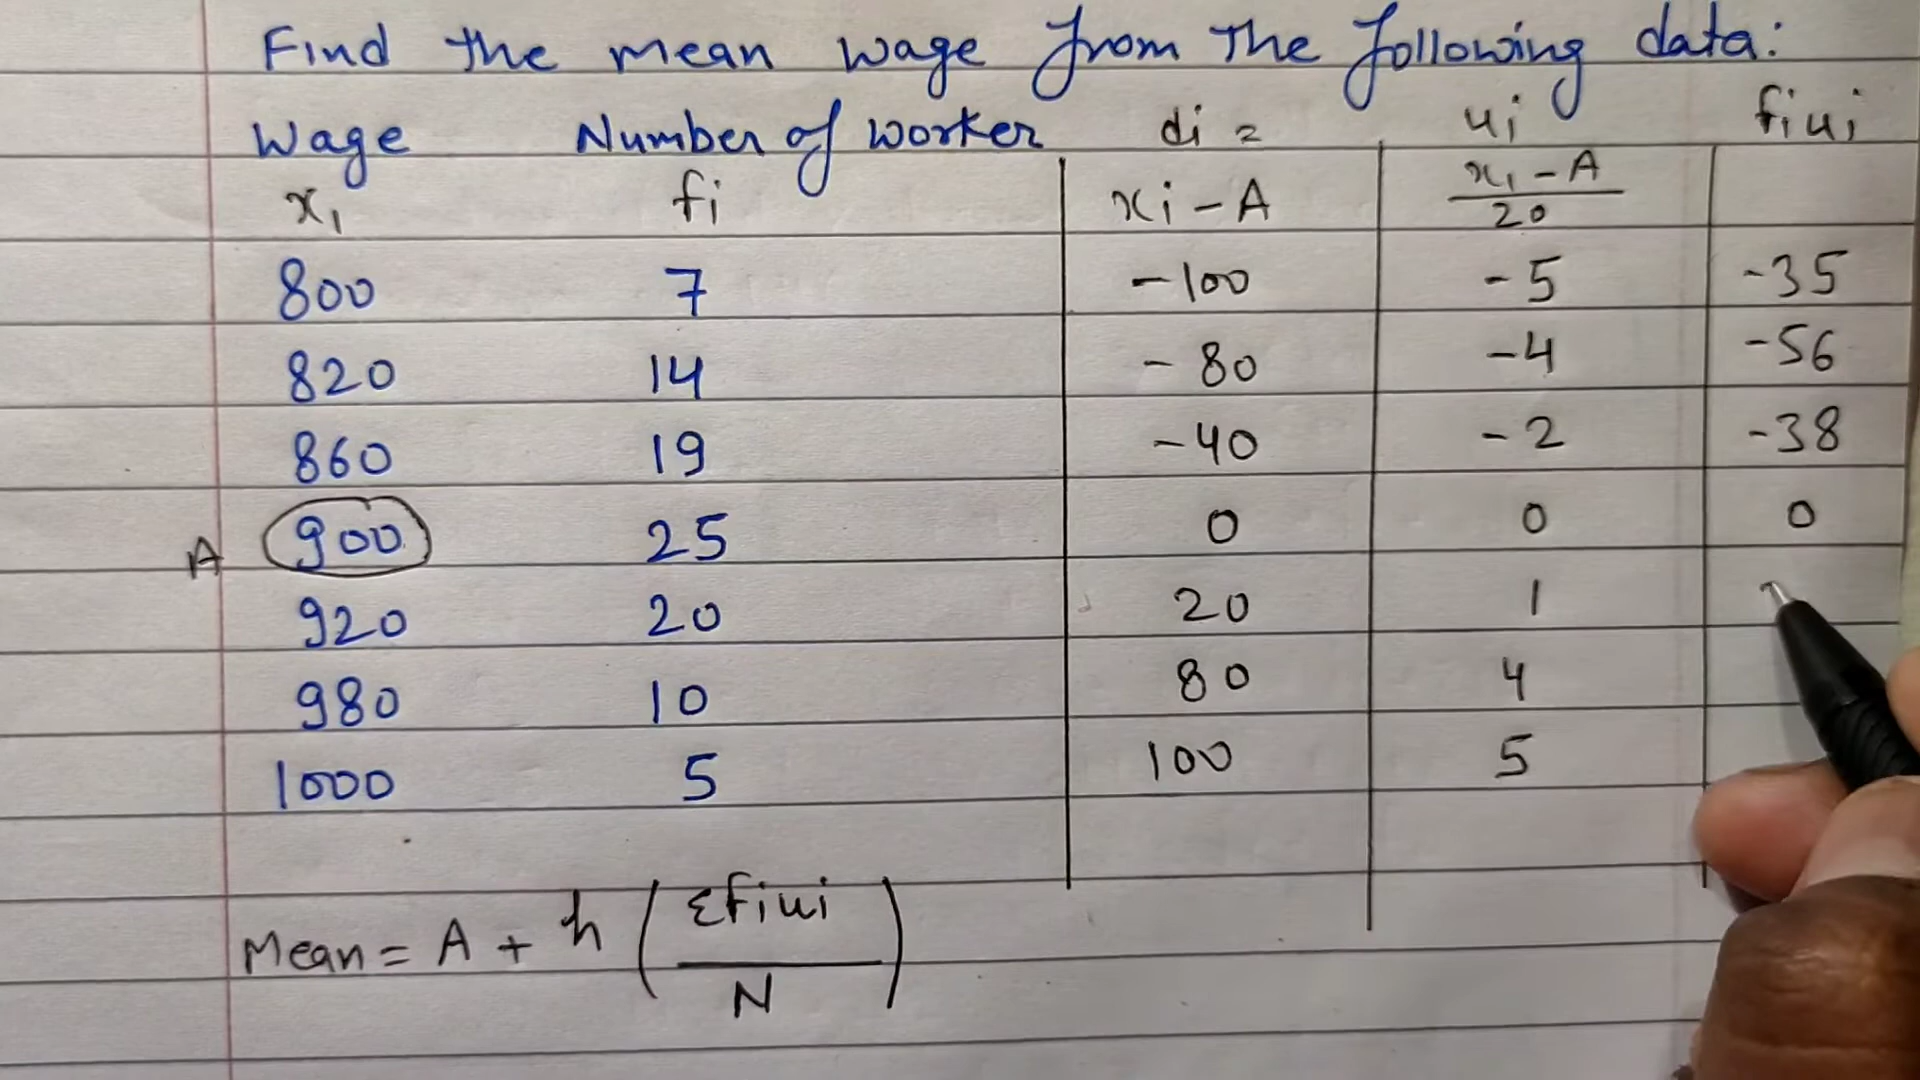 Find the mean wage from The following data:
Wage Number of worker di = ui fiui
xi fi xi - A xi - A / 20
800 7 -100 -5 -35
820 14 -80 -4 -56
860 19 -40 -2 -38
A 900 25 0 0 0
920 20 20 1
980 10 80 4
1000 5 100 5
Mean = A + h ( Σfiui / N )